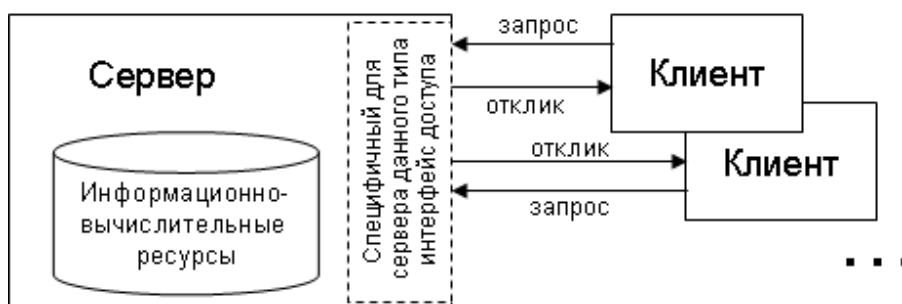 Сервер
Информационно-
вычислительные
ресурсы
Специфичный для
сервера данного типа
интерфейс доступа
запрос
отклик
отклик
запрос
Клиент
Клиент
. . .